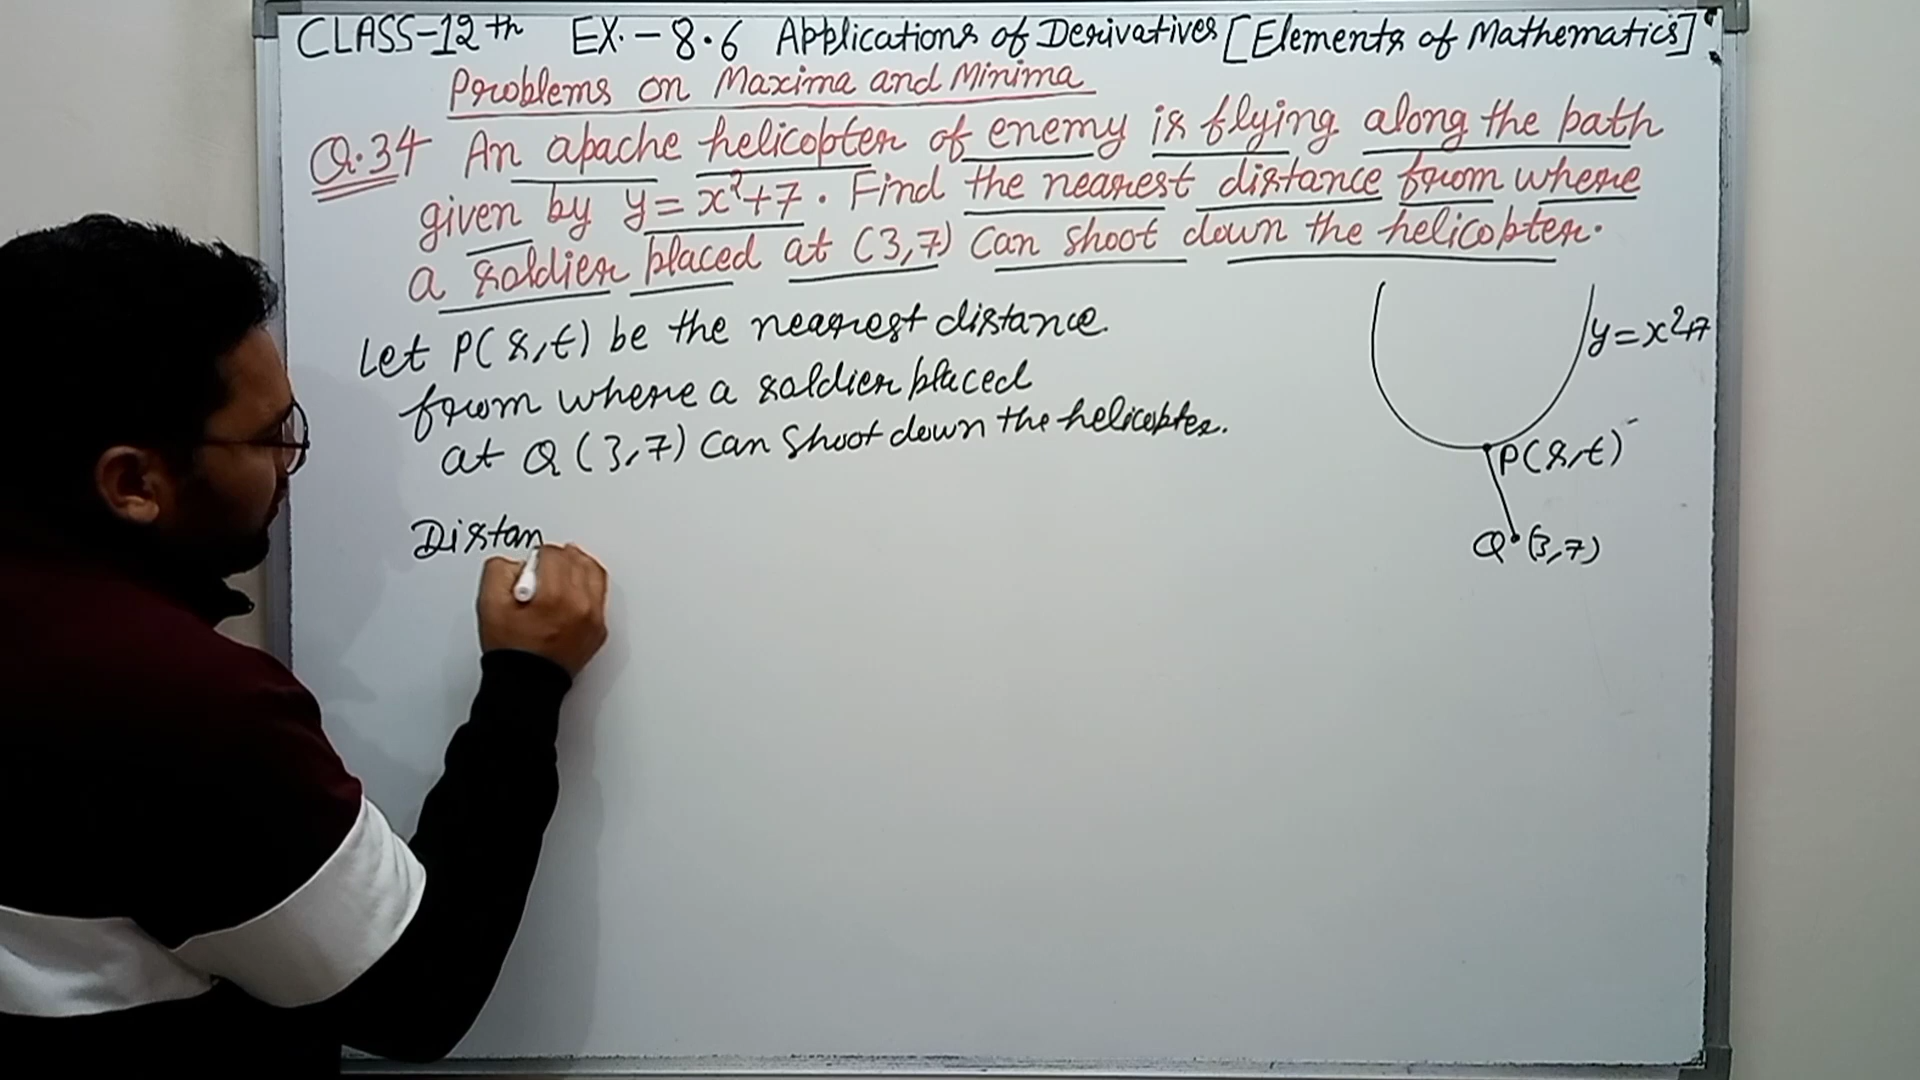 CLASS-12th EX.-8.6 Applications of Derivatives [Elements of Mathematics]
Problems on Maxima and Minima
Q.34 An apache helicopter of enemy is flying along the path
given by y = x²+7. Find the nearest distance from where
a soldier placed at (3,7) can shoot down the helicopter.
Let P(s,t) be the nearest distance
from where a soldier placed
at Q (3,7) can shoot down the helicopter.
Distan
y = x²+7
P(s,t)
Q (3,7)